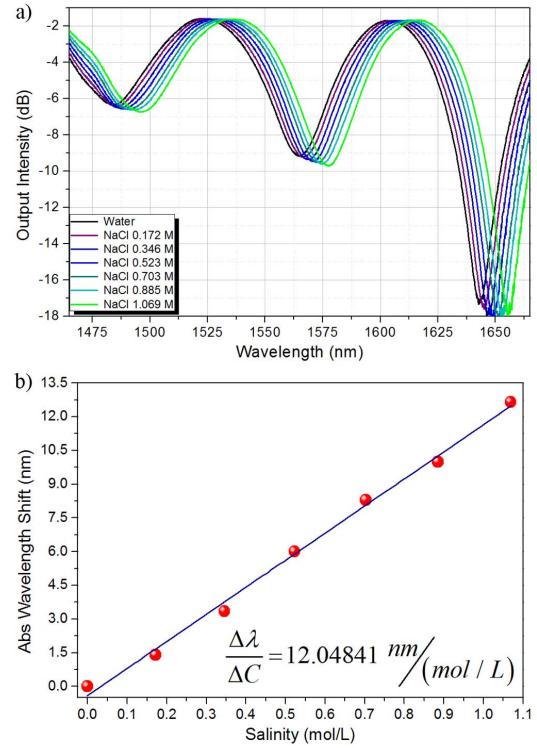 a)
-2
-4
-6
-8
-10
-12
-14
-16
-18
Output Intensity (dB)
Water
NaCl 0.172 M
NaCl 0.346 M
NaCl 0.523 M
NaCl 0.703 M
NaCl 0.885 M
NaCl 1.069 M
1475 1500 1525 1550 1575 1600 1625 1650
Wavelength (nm)
b)
13.5
12.0
10.5
9.0
7.5
6.0
4.5
3.0
1.5
0.0
Abs Wavelength Shift (nm)
Δλ/ΔC = 12.04841 nm/(mol / L)
0.0 0.1 0.2 0.3 0.4 0.5 0.6 0.7 0.8 0.9 1.0 1.1
Salinity (mol/L)